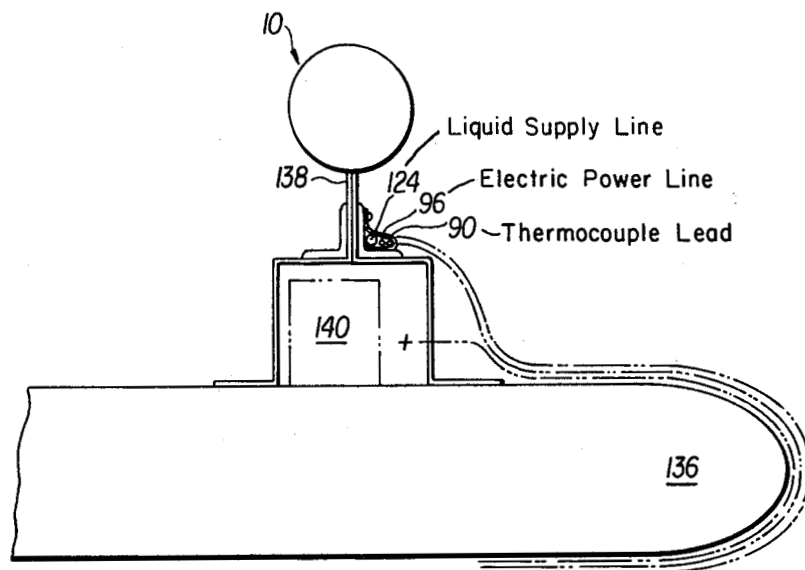 10
Liquid Supply Line
138
124
Electric Power Line
96
90
Thermocouple Lead
140
+
136